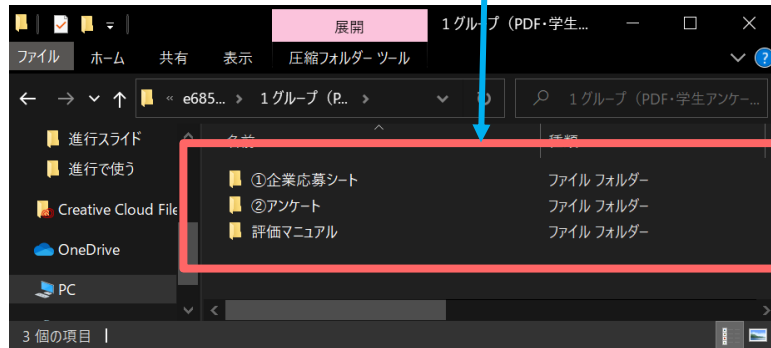 展開
1 グループ（PDF・学生...
ファイル ホーム 共有 表示 圧縮フォルダー ツール
« e685... › 1 グループ（P... ›
1 グループ（PDF・学生アンケー...
進行スライド
名前 種類
進行で使う
①企業応募シート ファイル フォルダー
Creative Cloud File
②アンケート ファイル フォルダー
評価マニュアル ファイル フォルダー
OneDrive
PC
3 個の項目